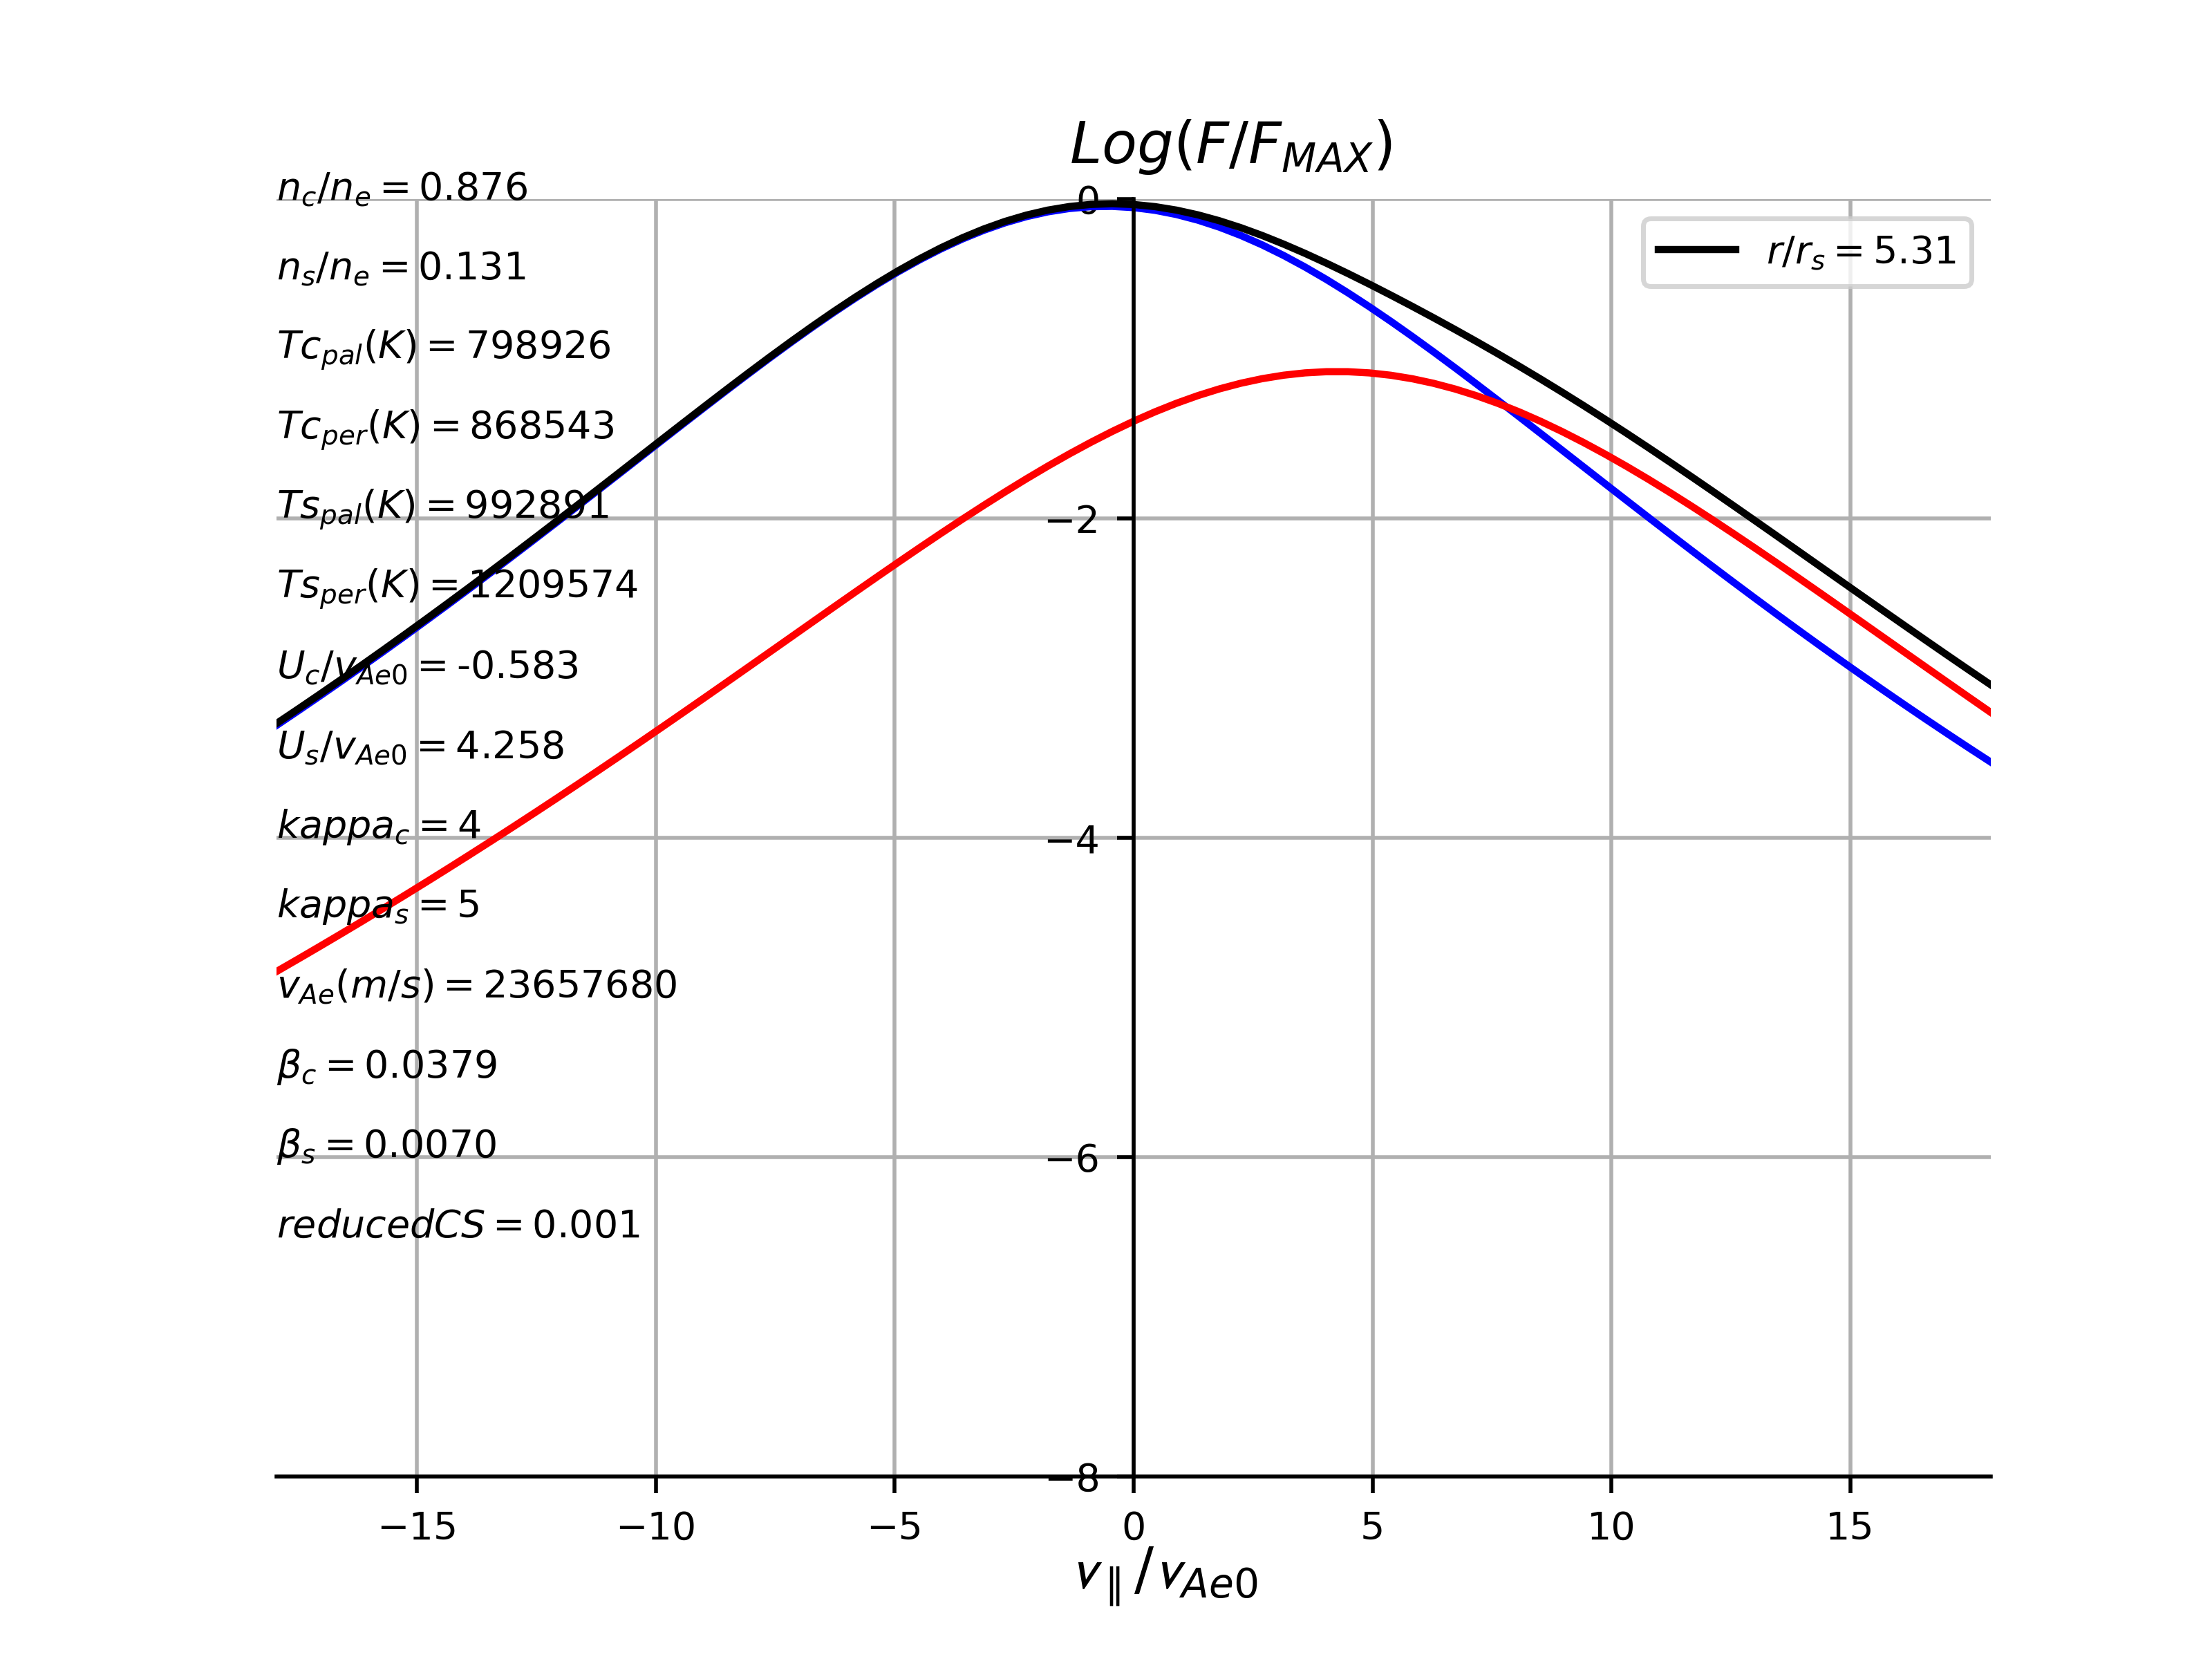 Log(F/F_MAX)
n_c/n_e = 0.876
n_s/n_e = 0.131
Tc_pal(K) = 798926
Tc_per(K) = 868543
Ts_pal(K) = 992891
Ts_per(K) = 1209574
U_c/v_Ae0 = -0.583
U_s/v_Ae0 = 4.258
kappa_c = 4
kappa_s = 5
v_Ae(m/s) = 23657680
β_c = 0.0379
β_s = 0.0070
reducedCS = 0.001
r/r_s = 5.31
0
−2
−4
−6
−8
−15 −10 −5 0 5 10 15
v_∥/v_Ae0